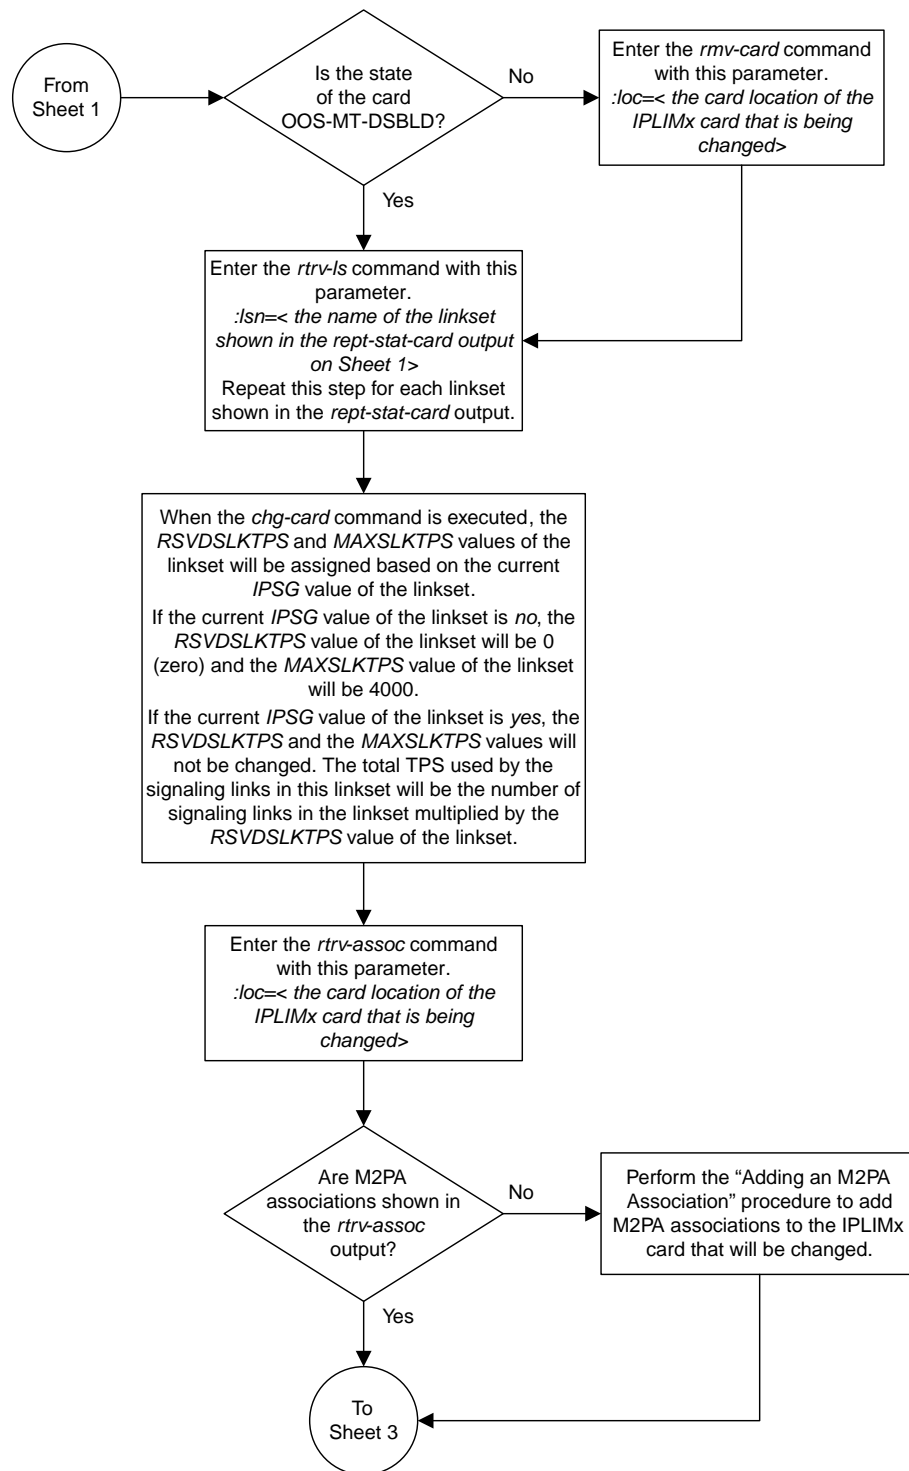 From
Sheet 1
Is the state
of the card
OOS-MT-DSBLD?
No
Enter the rmv-card command
with this parameter.
:loc=< the card location of the
IPLIMx card that is being
changed>
Yes
Enter the rtrv-ls command with this
parameter.
:lsn=< the name of the linkset
shown in the rept-stat-card output
on Sheet 1>
Repeat this step for each linkset
shown in the rept-stat-card output.
When the chg-card command is executed, the
RSVDSLKTPS and MAXSLKTPS values of the
linkset will be assigned based on the current
IPSG value of the linkset.
If the current IPSG value of the linkset is no, the
RSVDSLKTPS value of the linkset will be 0
(zero) and the MAXSLKTPS value of the linkset
will be 4000.
If the current IPSG value of the linkset is yes, the
RSVDSLKTPS and the MAXSLKTPS values will
not be changed. The total TPS used by the
signaling links in this linkset will be the number of
signaling links in the linkset multiplied by the
RSVDSLKTPS value of the linkset.
Enter the rtrv-assoc command
with this parameter.
:loc=< the card location of the
IPLIMx card that is being
changed>
Are M2PA
associations shown in
the rtrv-assoc
output?
No
Perform the “Adding an M2PA
Association” procedure to add
M2PA associations to the IPLIMx
card that will be changed.
Yes
To
Sheet 3